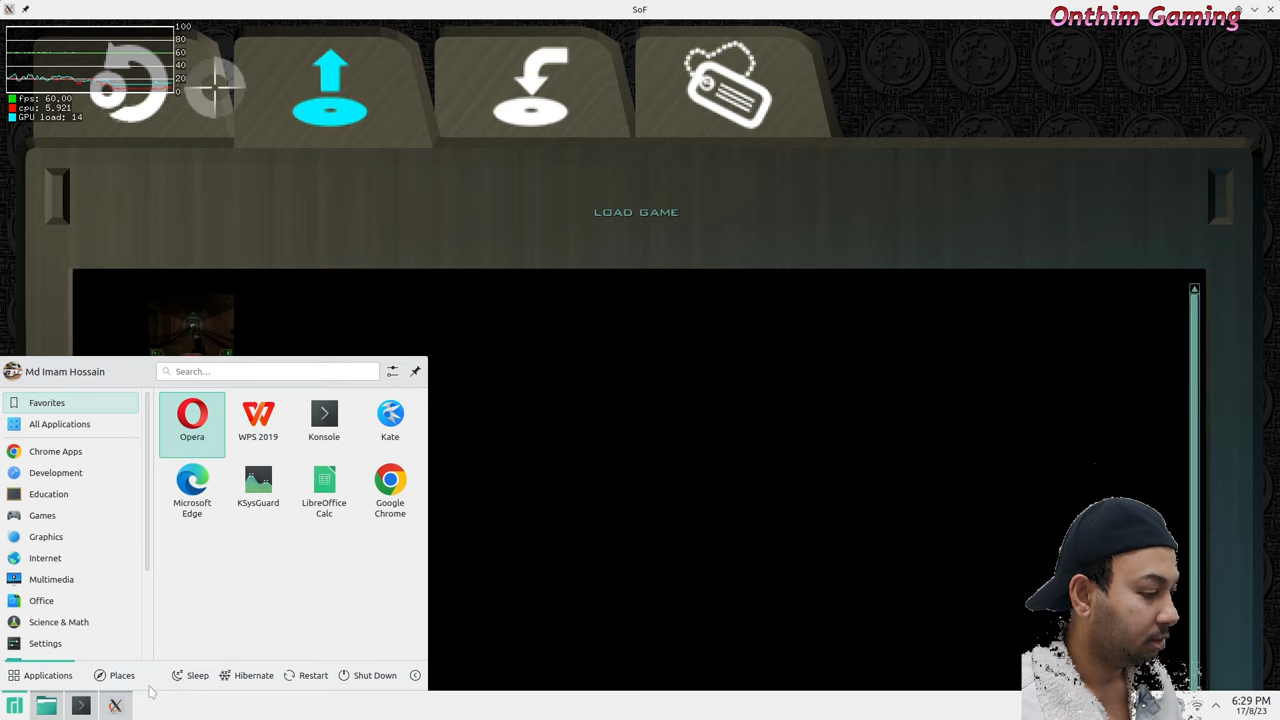 SoF
Onthim Gaming
100
80
60
40
20
0
fps: 60.00
cpu: 5.921
GPU load: 14
LOAD GAME
Md Imam Hossain
Search...
Favorites
All Applications
Chrome Apps
Development
Education
Games
Graphics
Internet
Multimedia
Office
Science & Math
Settings
Opera
WPS 2019
Konsole
Kate
Microsoft Edge
KSysGuard
LibreOffice Calc
Google Chrome
Applications
Places
Sleep
Hibernate
Restart
Shut Down
6:29 PM
17/8/23